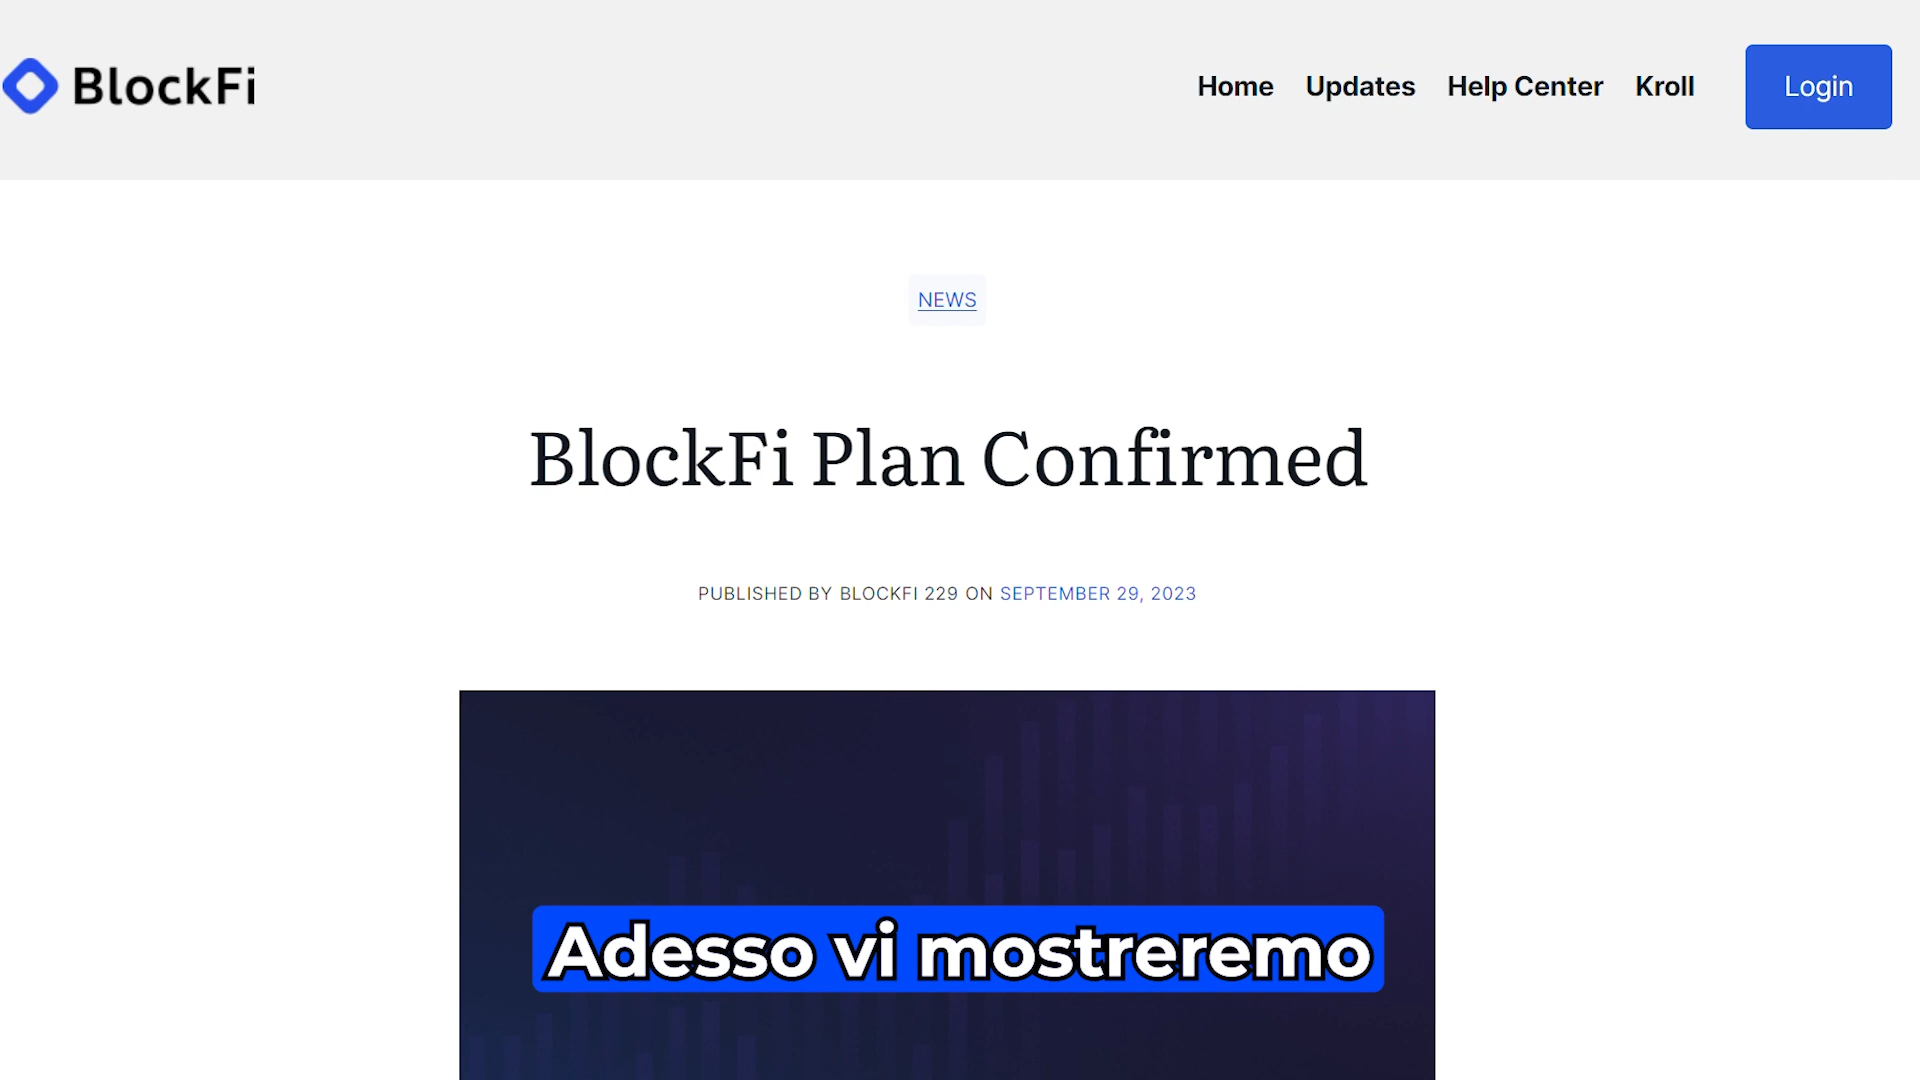 BlockFi
Home Updates Help Center Kroll Login
NEWS
BlockFi Plan Confirmed
PUBLISHED BY BLOCKFI 229 ON SEPTEMBER 29, 2023
Adesso vi mostreremo